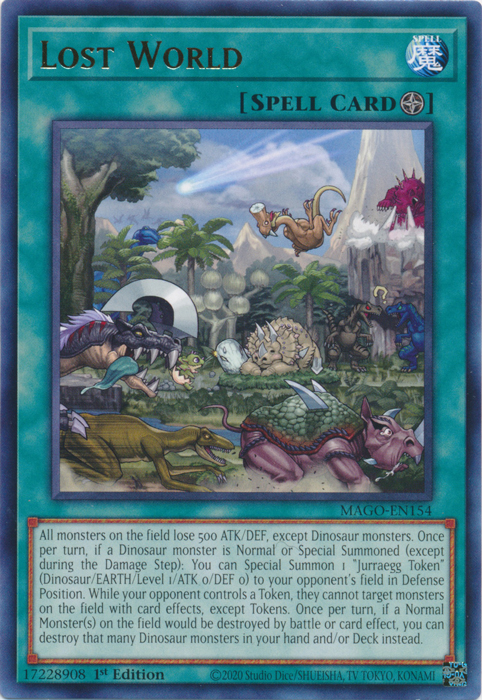 LOST WORLD
SPELL
魔
[SPELL CARD]
MAGO-EN154
All monsters on the field lose 500 ATK/DEF, except Dinosaur monsters. Once
per turn, if a Dinosaur monster is Normal or Special Summoned (except
during the Damage Step): You can Special Summon 1 "Jurraegg Token"
(Dinosaur/EARTH/Level 1/ATK 0/DEF 0) to your opponent's field in Defense
Position. While your opponent controls a Token, they cannot target monsters
on the field with card effects, except Tokens. Once per turn, if a Normal
Monster(s) on the field would be destroyed by battle or card effect, you can
destroy that many Dinosaur monsters in your hand and/or Deck instead.
17228908 1st Edition
©2020 Studio Dice/SHUEISHA, TV TOKYO, KONAMI